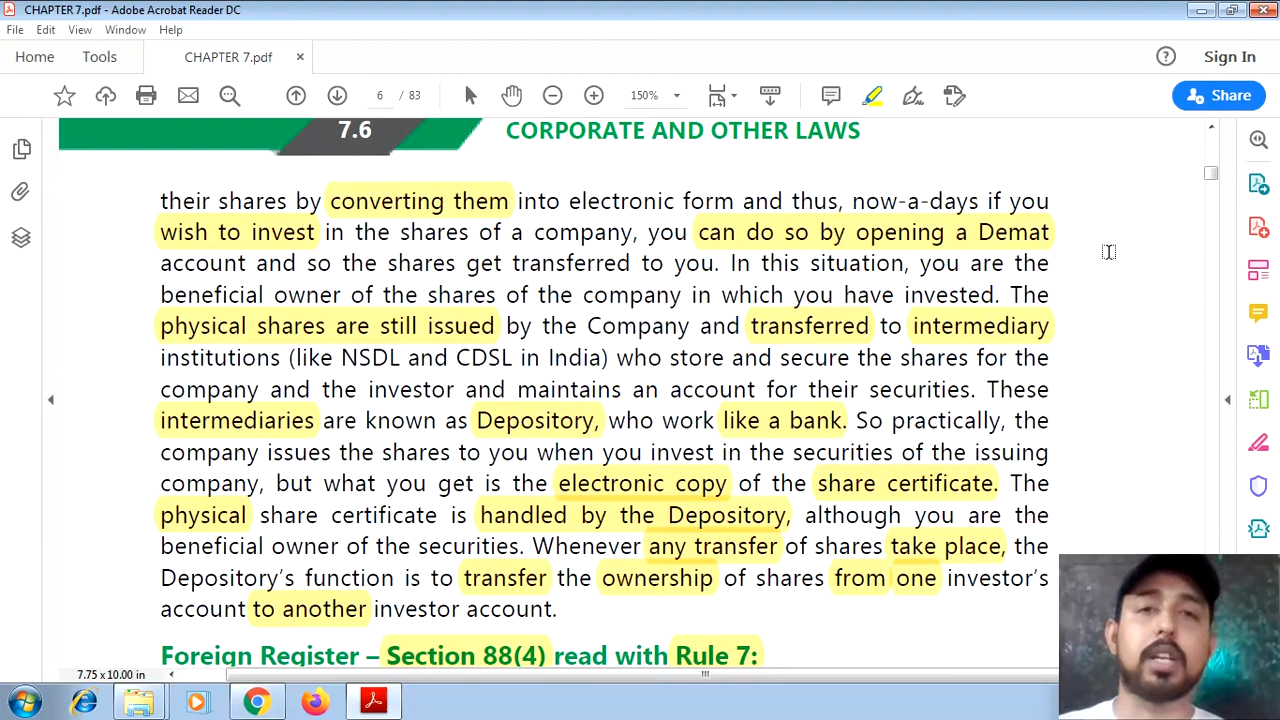 CHAPTER 7.pdf - Adobe Acrobat Reader DC
File Edit View Window Help
Home Tools CHAPTER 7.pdf × Sign In
6 / 83 150% Share
7.6 CORPORATE AND OTHER LAWS
their shares by converting them into electronic form and thus, now-a-days if you
wish to invest in the shares of a company, you can do so by opening a Demat
account and so the shares get transferred to you. In this situation, you are the
beneficial owner of the shares of the company in which you have invested. The
physical shares are still issued by the Company and transferred to intermediary
institutions (like NSDL and CDSL in India) who store and secure the shares for the
company and the investor and maintains an account for their securities. These
intermediaries are known as Depository, who work like a bank. So practically, the
company issues the shares to you when you invest in the securities of the issuing
company, but what you get is the electronic copy of the share certificate. The
physical share certificate is handled by the Depository, although you are the
beneficial owner of the securities. Whenever any transfer of shares take place, the
Depository's function is to transfer the ownership of shares from one investor's
account to another investor account.
Foreign Register – Section 88(4) read with Rule 7:
7.75 x 10.00 in